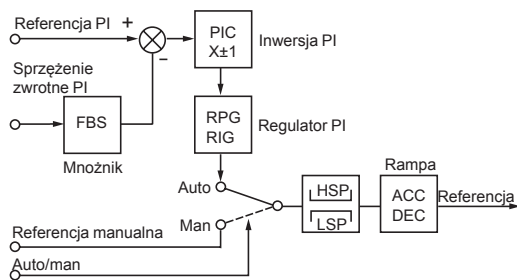 Referencja PI
+
−
PIC
X±1
Inwersja PI
Sprzężenie
zwrotne PI
FBS
Mnożnik
RPG
RIG
Regulator PI
Auto
Man
HSP
LSP
Rampa
ACC
DEC
Referencja
Referencja manualna
Auto/man